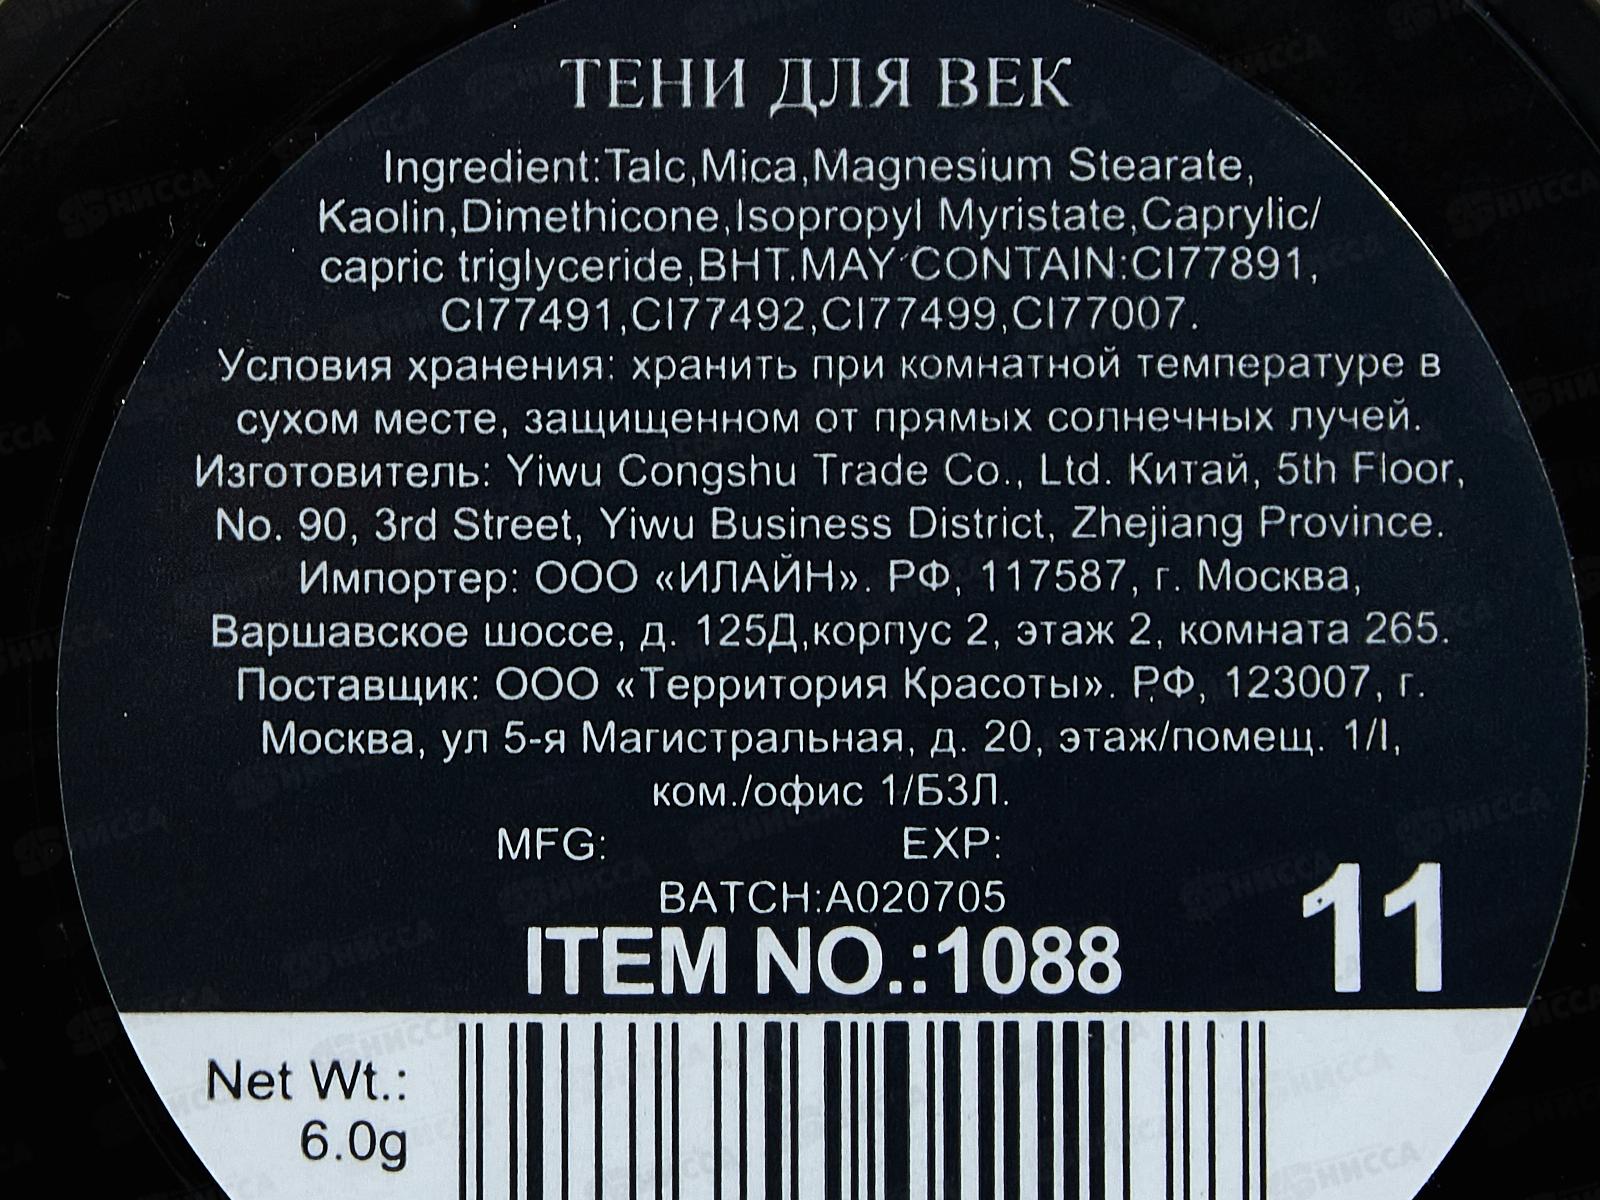 ТЕНИ ДЛЯ ВЕК
Ingredient:Talc,Mica,Magnesium Stearate,
Kaolin,Dimethicone,Isopropyl Myristate,Caprylic/
capric triglyceride,BHT.MAY CONTAIN:CI77891,
CI77491,CI77492,CI77499,CI77007.
Условия хранения: хранить при комнатной температуре в
сухом месте, защищенном от прямых солнечных лучей.
Изготовитель: Yiwu Congshu Trade Co., Ltd. Китай, 5th Floor,
No. 90, 3rd Street, Yiwu Business District, Zhejiang Province.
Импортер: ООО «ИЛАЙН». РФ, 117587, г. Москва,
Варшавское шоссе, д. 125Д,корпус 2, этаж 2, комната 265.
Поставщик: ООО «Территория Красоты». РФ, 123007, г.
Москва, ул 5-я Магистральная, д. 20, этаж/помещ. 1/I,
ком./офис 1/БЗЛ.
MFG: EXP:
BATCH:A020705
ITEM NO.:1088
11
Net Wt.:
6.0g
НИССА